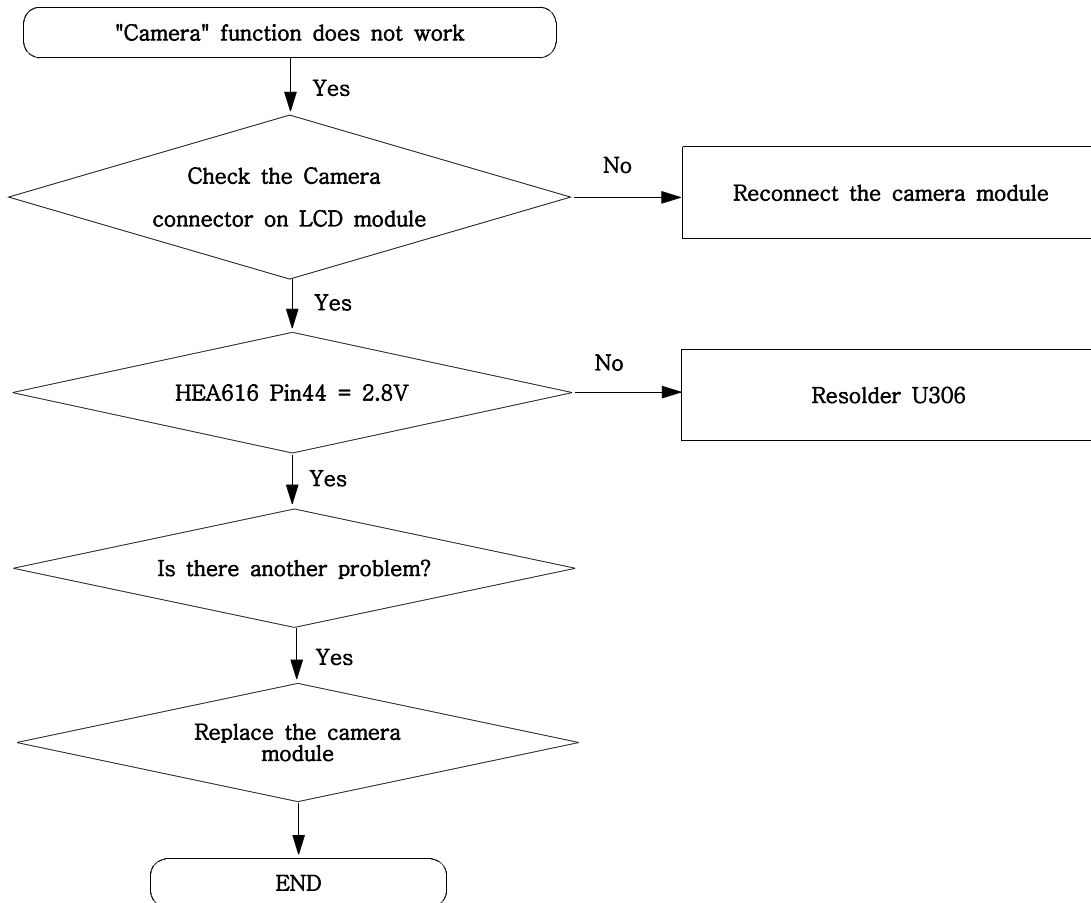 "Camera" function does not work
Yes
Check the Camera
connector on LCD module
No
Reconnect the camera module
Yes
HEA616 Pin44 = 2.8V
No
Resolder U306
Yes
Is there another problem?
Yes
Replace the camera
module
END